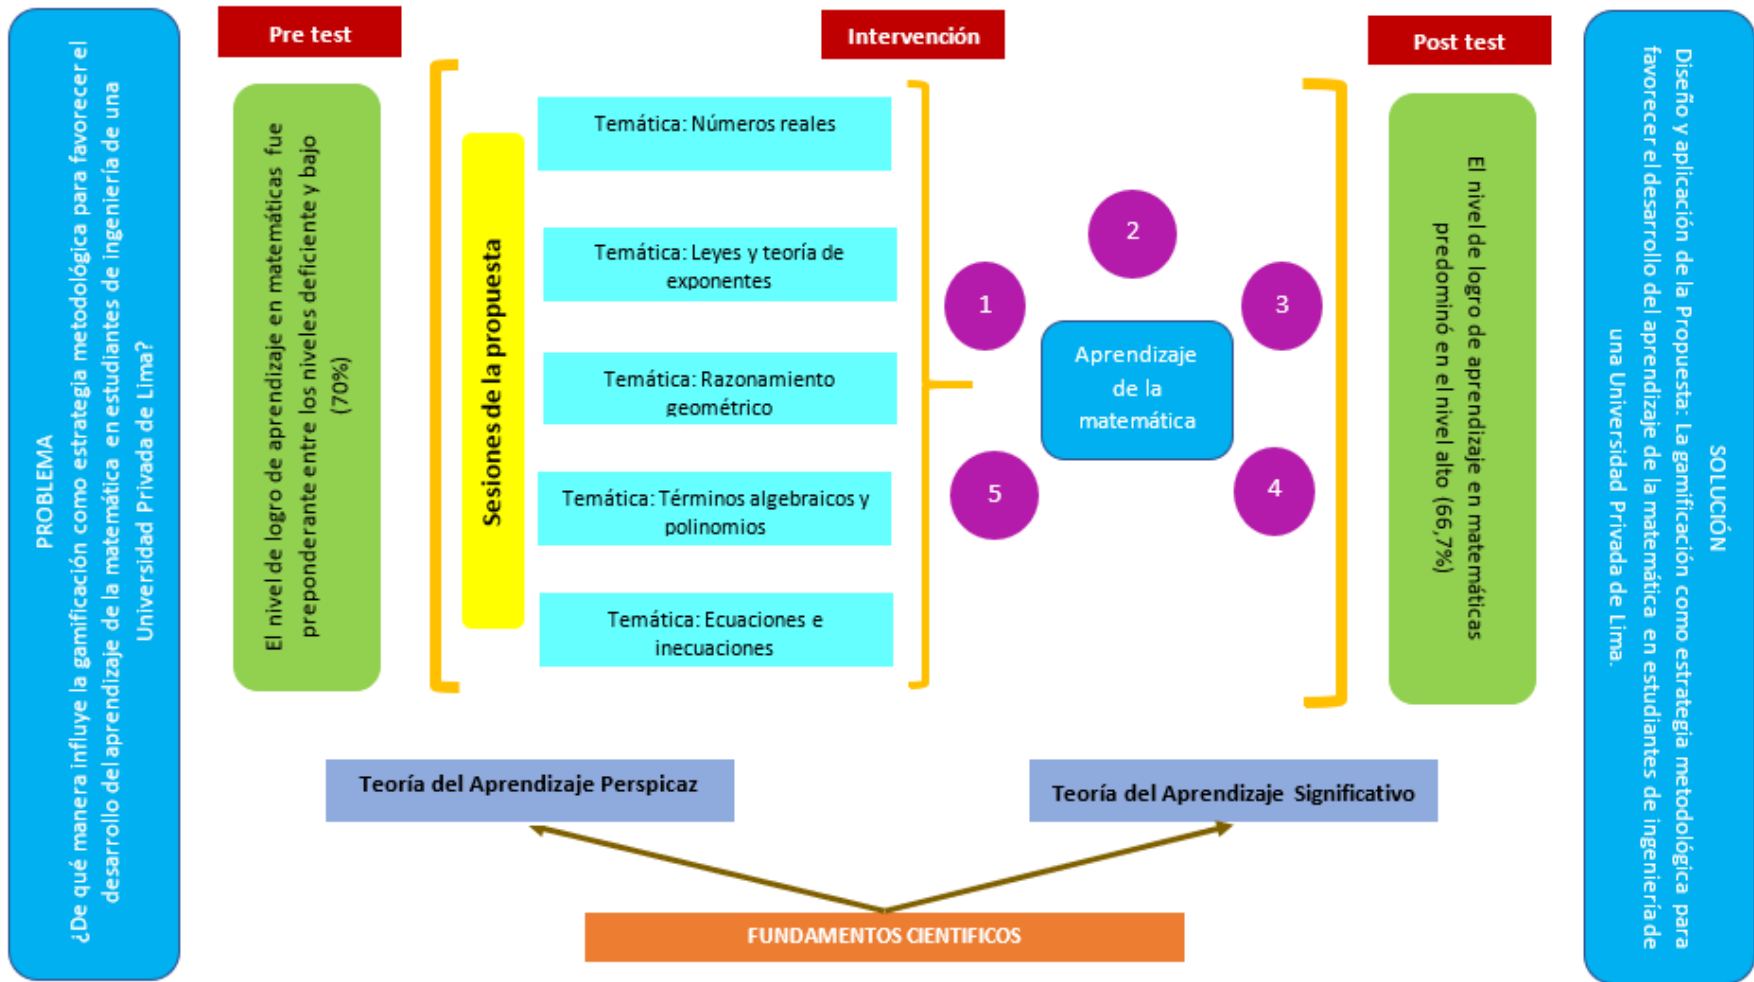 PROBLEMA
¿De qué manera influye la gamificación como estrategia metodológica para favorecer el
desarrollo del aprendizaje de la matemática en estudiantes de ingeniería de una
Universidad Privada de Lima?
Pre test
El nivel de logro de aprendizaje en matemáticas fue
preponderante entre los niveles deficiente y bajo
(70%)
Intervención
Sesiones de la propuesta
Temática: Números reales
Temática: Leyes y teoría de
exponentes
Temática: Razonamiento
geométrico
Temática: Términos algebraicos y
polinomios
Temática: Ecuaciones e
inecuaciones
1
2
3
4
5
Aprendizaje
de la
matemática
Post test
El nivel de logro de aprendizaje en matemáticas
predominó en el nivel alto (66,7%)
SOLUCIÓN
Diseño y aplicación de la Propuesta: La gamificación como estrategia metodológica para
favorecer el desarrollo del aprendizaje de la matemática en estudiantes de ingeniería de
una Universidad Privada de Lima.
Teoría del Aprendizaje Perspicaz
Teoría del Aprendizaje Significativo
FUNDAMENTOS CIENTIFICOS